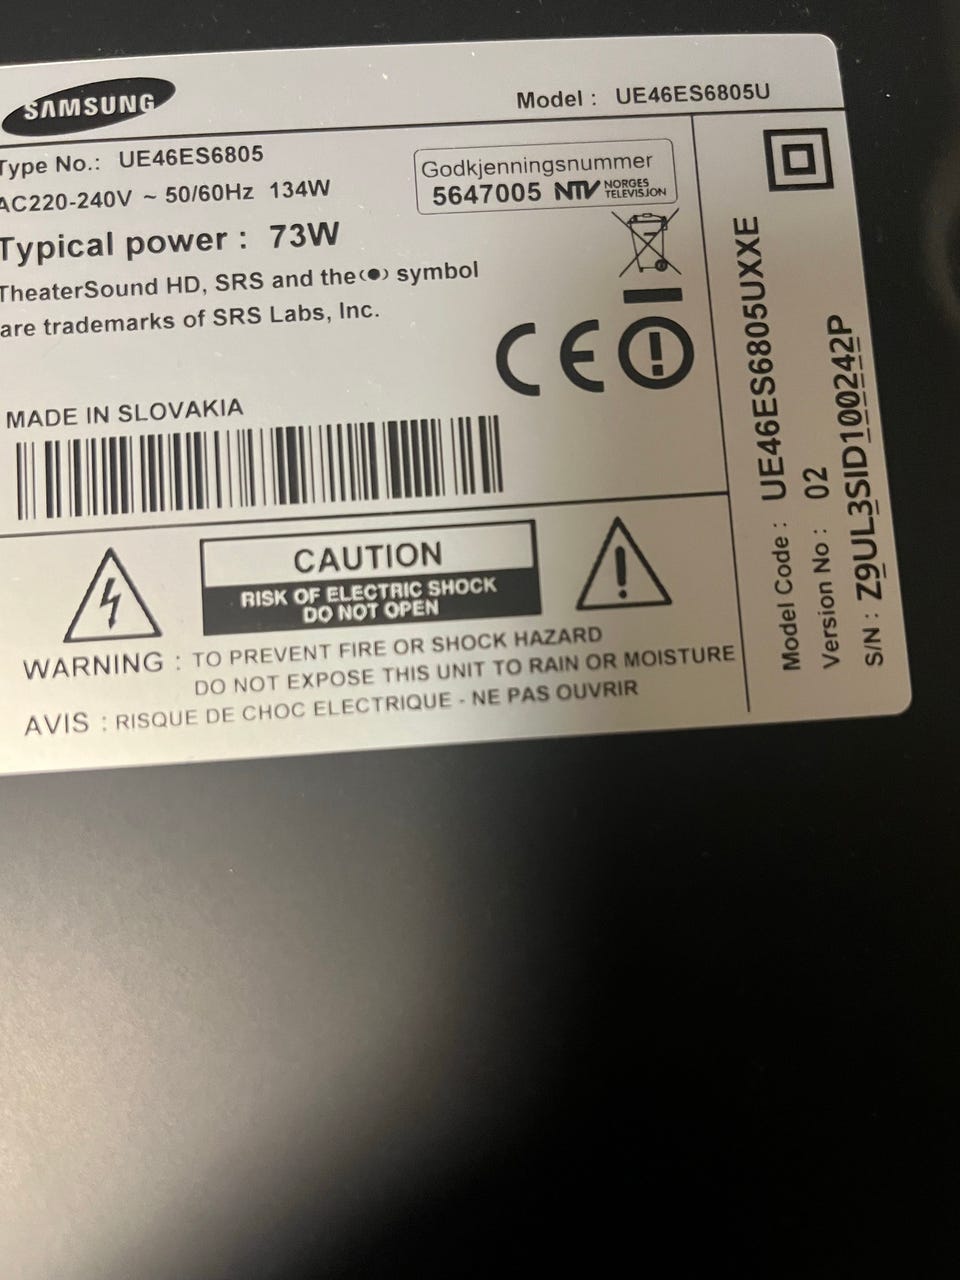 SAMSUNG
Model : UE46ES6805U
Type No.: UE46ES6805
AC220-240V ~ 50/60Hz 134W
Typical power : 73W
Godkjenningsnummer
5647005 NTV NORGES
TELEVISJON
TheaterSound HD, SRS and the (●) symbol
are trademarks of SRS Labs, Inc.
CE
MADE IN SLOVAKIA
CAUTION
RISK OF ELECTRIC SHOCK
DO NOT OPEN
WARNING : TO PREVENT FIRE OR SHOCK HAZARD
DO NOT EXPOSE THIS UNIT TO RAIN OR MOISTURE
AVIS : RISQUE DE CHOC ELECTRIQUE - NE PAS OUVRIR
Model Code : UE46ES6805UXXE
Version No : 02
S/N : Z9UL3SID100242P